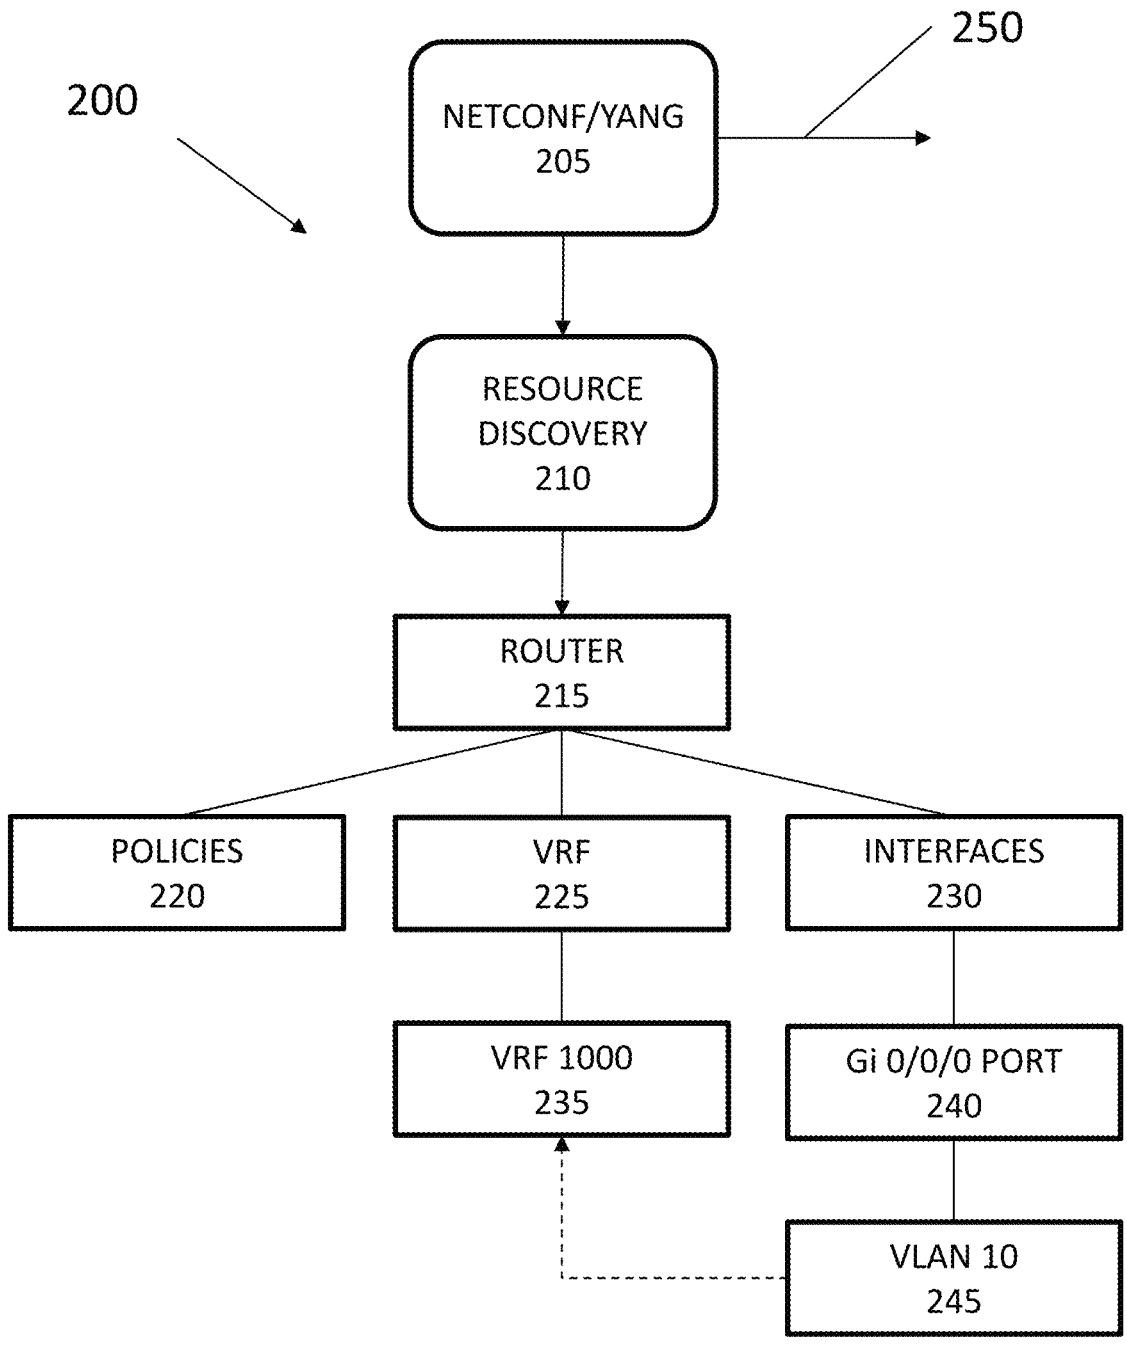 250
200
NETCONF/YANG
205
RESOURCE
DISCOVERY
210
ROUTER
215
POLICIES
220
VRF
225
INTERFACES
230
VRF 1000
235
Gi 0/0/0 PORT
240
VLAN 10
245